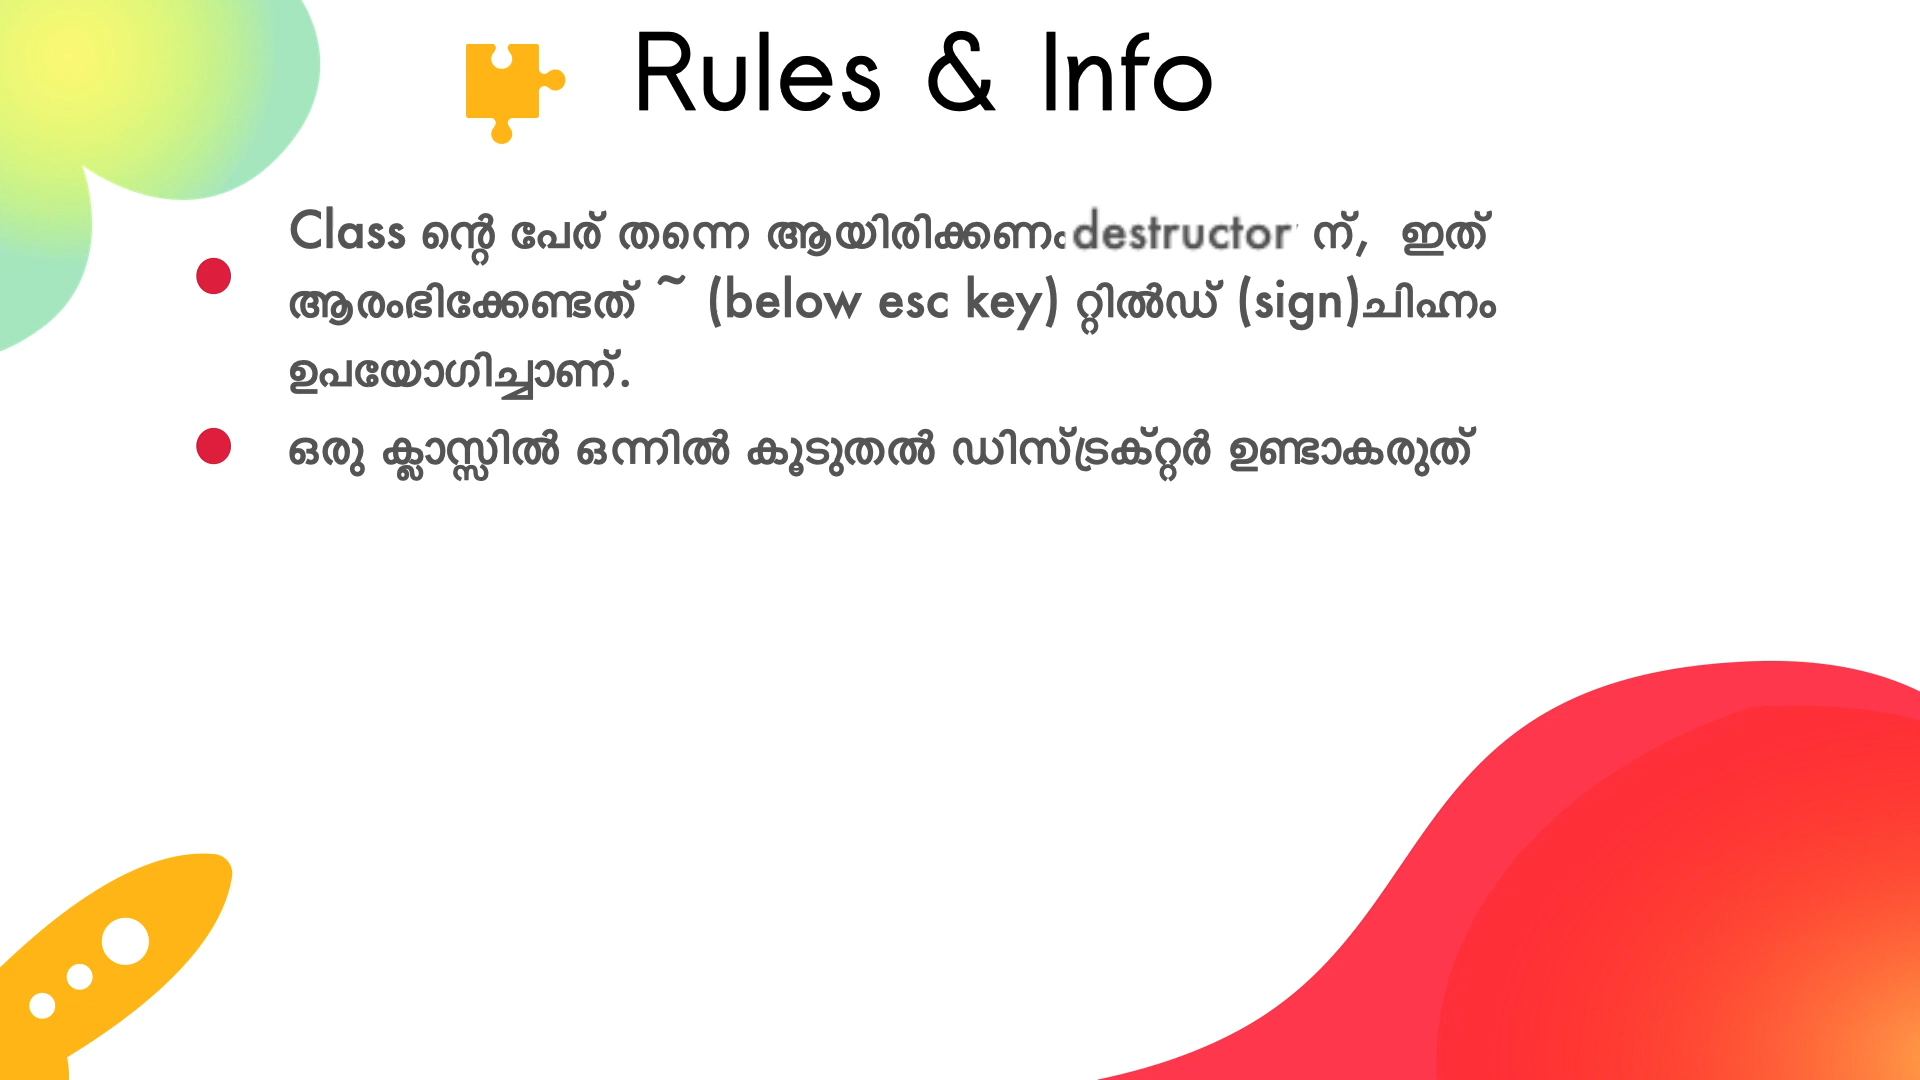 Rules & Info
Class ന്റെ പേര് തന്നെ ആയിരിക്കണം destructor ന്, ഇത്
ആരംഭിക്കേണ്ടത് ~ (below esc key) റ്റിൽഡ് (sign)ചിഹ്നം
ഉപയോഗിച്ചാണ്.
ഒരു ക്ലാസ്സിൽ ഒന്നിൽ കൂടുതൽ ഡിസ്ട്രക്റ്റർ ഉണ്ടാകരുത്